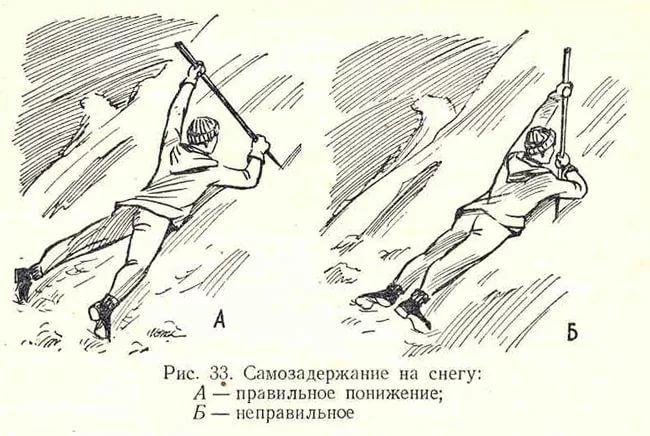 А
Б
Рис. 33. Самозадержание на снегу:
А — правильное понижение;
Б — неправильное